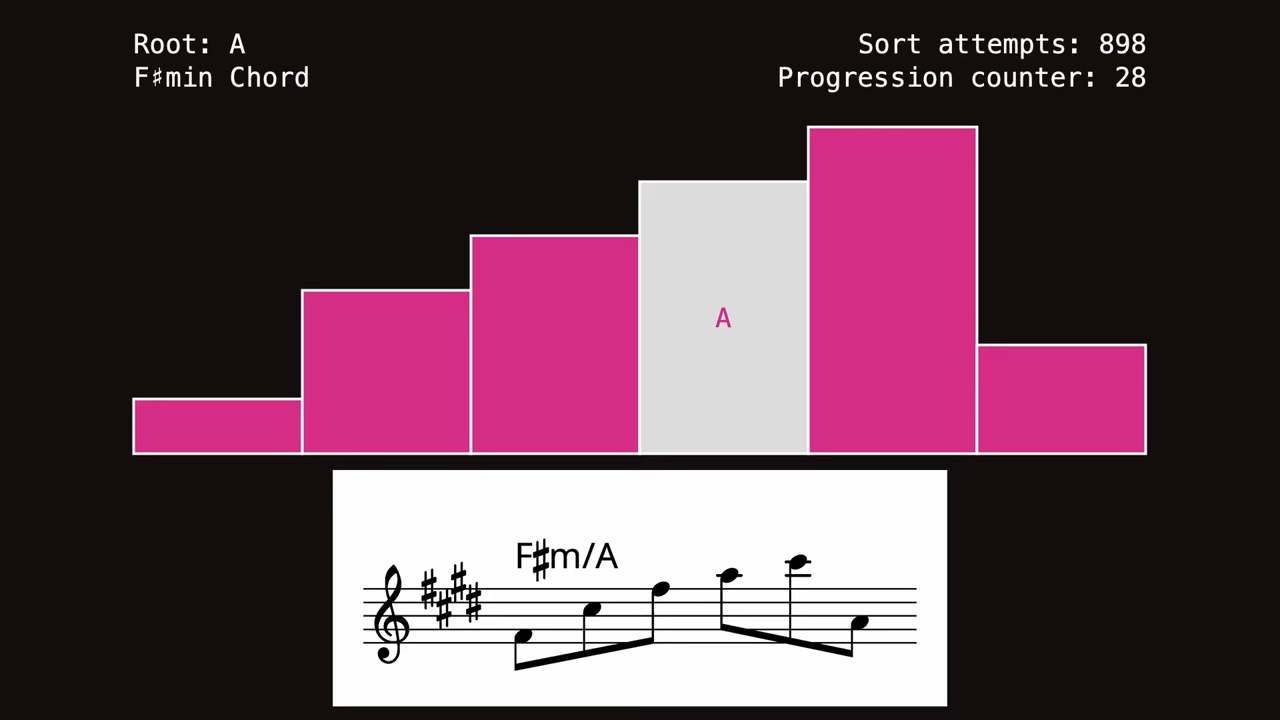 Root: A
F♯min Chord
Sort attempts: 898
Progression counter: 28
A
F♯m/A